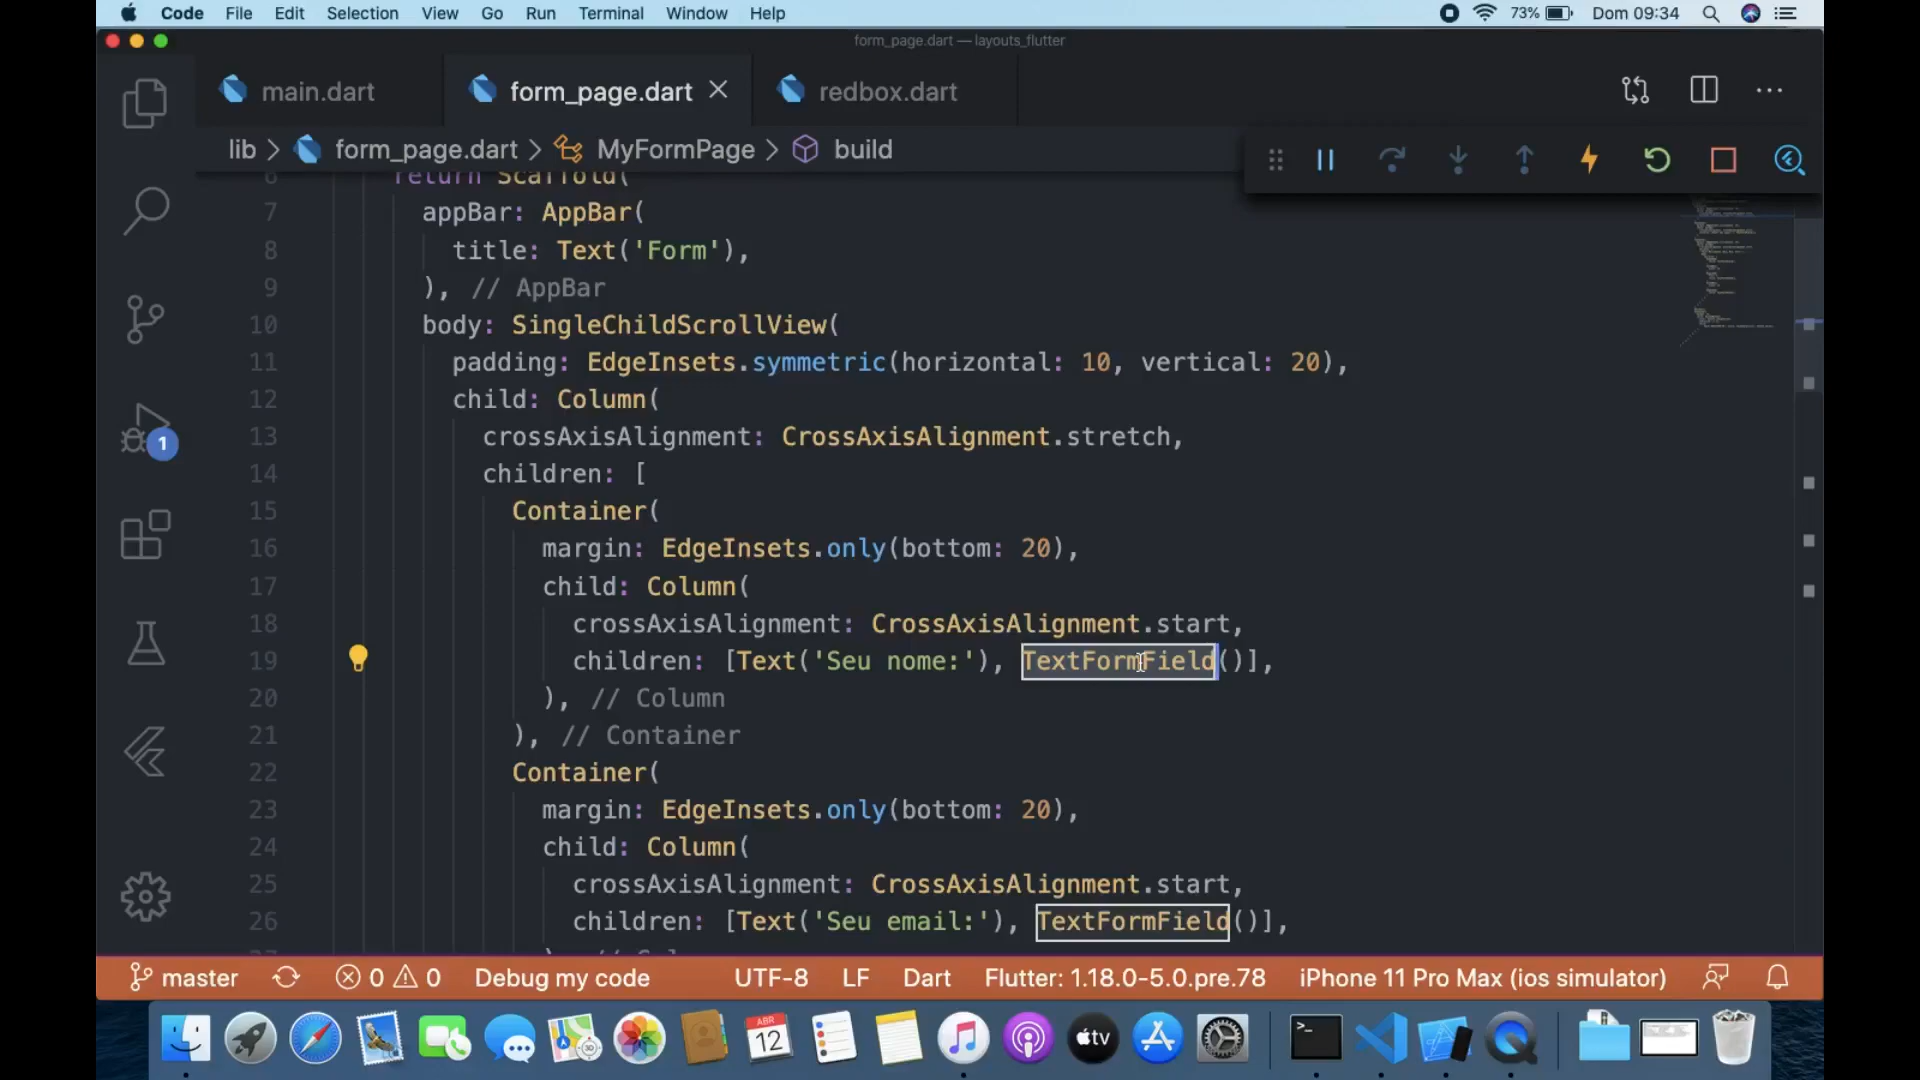 Code File Edit Selection View Go Run Terminal Window Help 73% Dom 09:34
form_page.dart — layouts_flutter
main.dart form_page.dart redbox.dart
lib > form_page.dart > MyFormPage > build
6 return Scaffold(
7 appBar: AppBar(
8 title: Text('Form'),
9 ), // AppBar
10 body: SingleChildScrollView(
11 padding: EdgeInsets.symmetric(horizontal: 10, vertical: 20),
12 child: Column(
13 crossAxisAlignment: CrossAxisAlignment.stretch,
14 children: [
15 Container(
16 margin: EdgeInsets.only(bottom: 20),
17 child: Column(
18 crossAxisAlignment: CrossAxisAlignment.start,
19 children: [Text('Seu nome:'), TextFormField()],
20 ), // Column
21 ), // Container
22 Container(
23 margin: EdgeInsets.only(bottom: 20),
24 child: Column(
25 crossAxisAlignment: CrossAxisAlignment.start,
26 children: [Text('Seu email:'), TextFormField()],
1
master 0 0 Debug my code UTF-8 LF Dart Flutter: 1.18.0-5.0.pre.78 iPhone 11 Pro Max (ios simulator)
ABR
12
tv